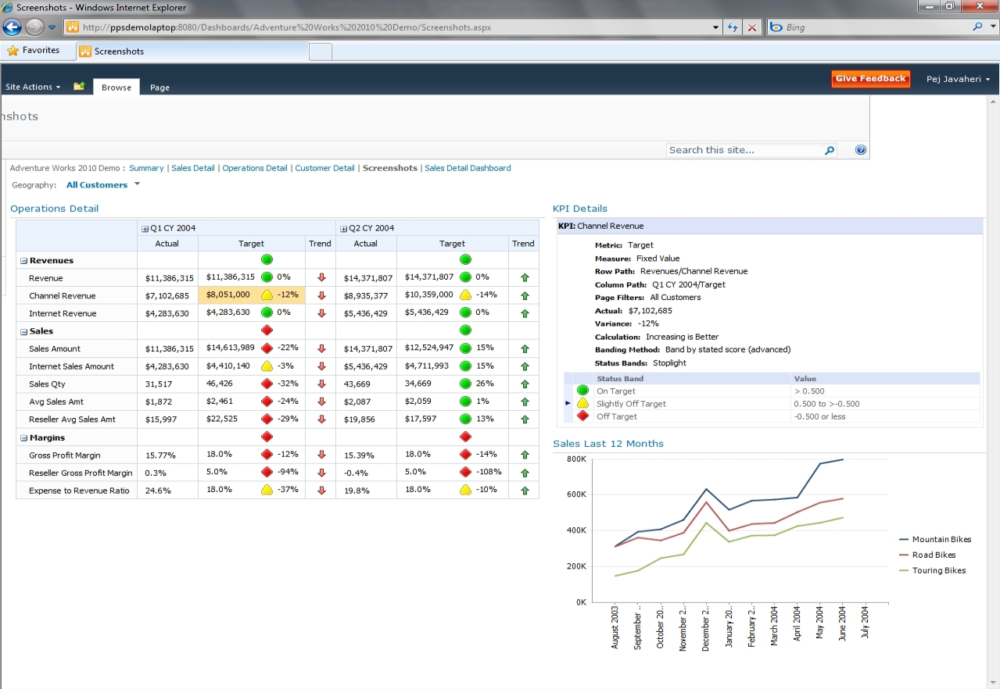 Screenshots - Windows Internet Explorer
http://ppsdemolaptop:8080/Dashboards/Adventure%20Works%202010%20Demo/Screenshots.aspx
Bing
Favorites
Screenshots
Site Actions
Browse
Page
Give Feedback
Pej Javaheri
nshots
Search this site...
Adventure Works 2010 Demo : Summary | Sales Detail | Operations Detail | Customer Detail | Screenshots | Sales Detail Dashboard
Geography: All Customers
Operations Detail
Q1 CY 2004 Q2 CY 2004
Actual Target Trend Actual Target Trend
Revenues
Revenue $11,386,315 $11,386,315 0% $14,371,807 $14,371,807 0%
Channel Revenue $7,102,685 $8,051,000 -12% $8,935,377 $10,359,000 -14%
Internet Revenue $4,283,630 $4,283,630 0% $5,436,429 $5,436,429 0%
Sales
Sales Amount $11,386,315 $14,613,989 -22% $14,371,807 $12,524,947 15%
Internet Sales Amount $4,283,630 $4,410,140 -3% $5,436,429 $4,711,993 15%
Sales Qty 31,517 46,426 -32% 43,669 34,669 26%
Avg Sales Amt $1,872 $2,461 -24% $2,087 $2,059 1%
Reseller Avg Sales Amt $15,997 $22,525 -29% $19,856 $17,597 13%
Margins
Gross Profit Margin 15.77% 18.0% -12% 15.39% 18.0% -14%
Reseller Gross Profit Margin 0.3% 5.0% -94% -0.4% 5.0% -108%
Expense to Revenue Ratio 24.6% 18.0% -37% 19.8% 18.0% -10%
KPI Details
KPI: Channel Revenue
Metric: Target
Measure: Fixed Value
Row Path: Revenues/Channel Revenue
Column Path: Q1 CY 2004/Target
Page Filters: All Customers
Actual: $7,102,685
Variance: -12%
Calculation: Increasing is Better
Banding Method: Band by stated score (advanced)
Status Bands: Stoplight
Status Band Value
On Target > 0.500
Slightly Off Target 0.500 to >-0.500
Off Target -0.500 or less
Sales Last 12 Months
800K
600K
400K
200K
0K
August 2003
September ..
October 20..
November 2..
December 2..
January 20..
February 2..
March 2004
April 2004
May 2004
June 2004
July 2004
Mountain Bikes
Road Bikes
Touring Bikes